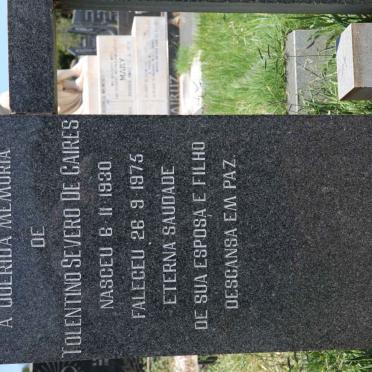 A QUERIDA MEMORIA
DE
TOLENTINO SEVERO DE CAIRES
NASCEU 6 11 1930
FALECEU 26 9 1975
ETERNA SAUDADE
DE SUA ESPOSA E FILHO
DESCANSA EM PAZ.
MARY